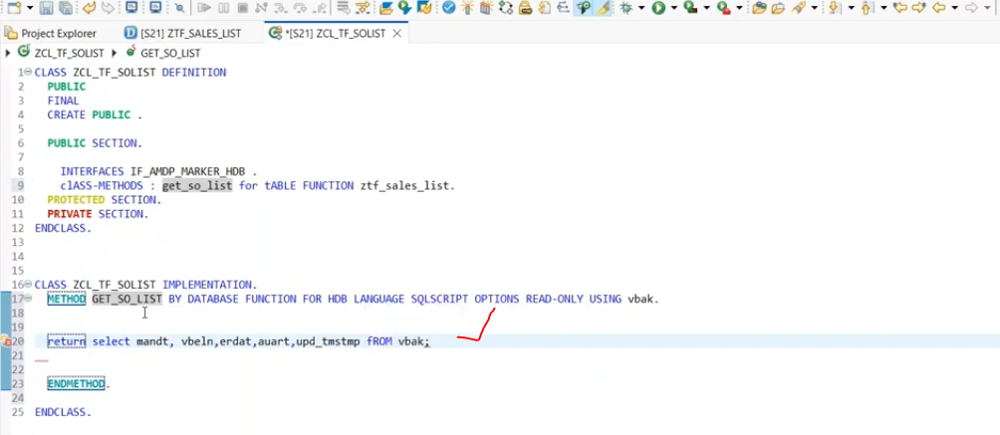 Project Explorer
[S21] ZTF_SALES_LIST
*[S21] ZCL_TF_SOLIST
ZCL_TF_SOLIST
GET_SO_LIST
1 CLASS ZCL_TF_SOLIST DEFINITION
2 PUBLIC
3 FINAL
4 CREATE PUBLIC .
5
6 PUBLIC SECTION.
7
8 INTERFACES IF_AMDP_MARKER_HDB .
9 clASS-METHODS : get_so_list for tABLE FUNCTION ztf_sales_list.
10 PROTECTED SECTION.
11 PRIVATE SECTION.
12 ENDCLASS.
13
14
15
16 CLASS ZCL_TF_SOLIST IMPLEMENTATION.
17 METHOD GET_SO_LIST BY DATABASE FUNCTION FOR HDB LANGUAGE SQLSCRIPT OPTIONS READ-ONLY USING vbak.
18
19
20 return select mandt, vbeln,erdat,auart,upd_tmstmp fROM vbak;
21
22
23 ENDMETHOD.
24
25 ENDCLASS.